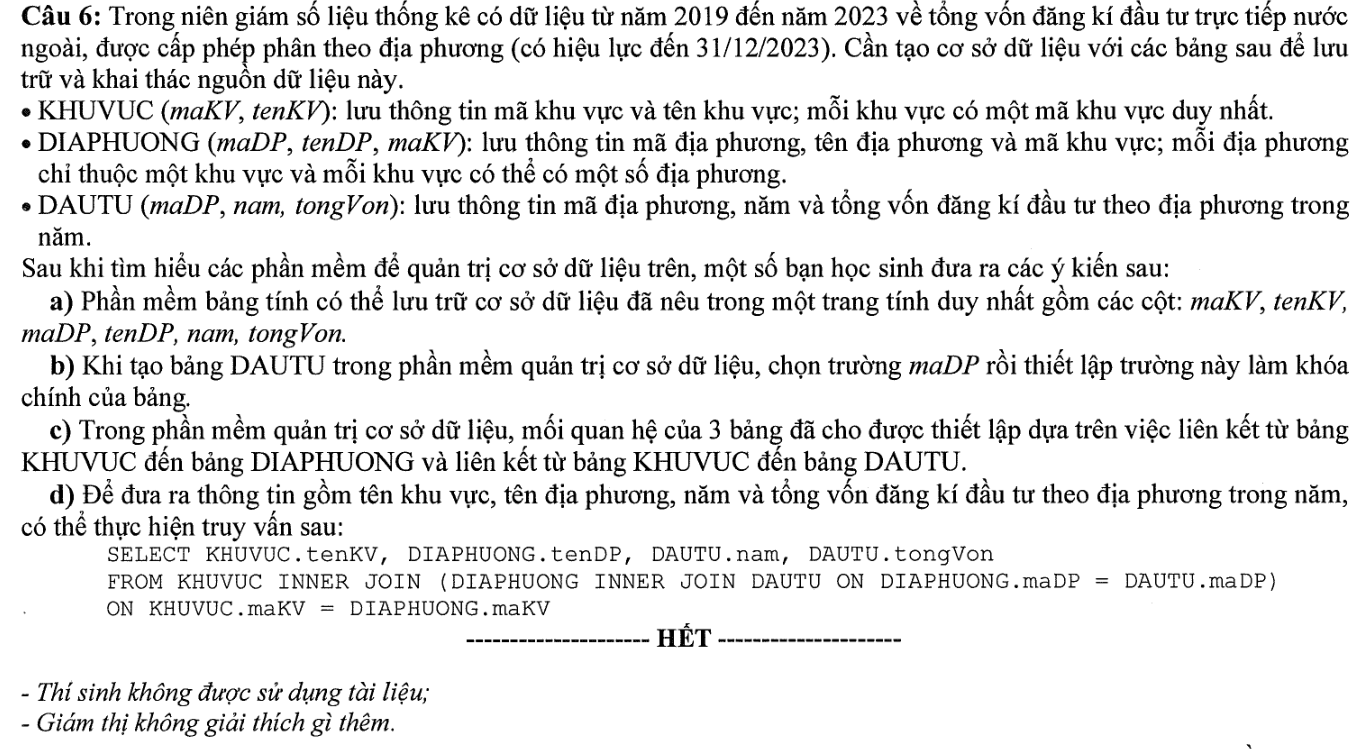 Câu 6: Trong niên giám số liệu thống kê có dữ liệu từ năm 2019 đến năm 2023 về tổng vốn đăng kí đầu tư trực tiếp nước
ngoài, được cấp phép phân theo địa phương (có hiệu lực đến 31/12/2023). Cần tạo cơ sở dữ liệu với các bảng sau để lưu
trữ và khai thác nguồn dữ liệu này.
• KHUVUC (maKV, tenKV): lưu thông tin mã khu vực và tên khu vực; mỗi khu vực có một mã khu vực duy nhất.
• DIAPHUONG (maDP, tenDP, maKV): lưu thông tin mã địa phương, tên địa phương và mã khu vực; mỗi địa phương
chỉ thuộc một khu vực và mỗi khu vực có thể có một số địa phương.
• DAUTU (maDP, nam, tongVon): lưu thông tin mã địa phương, năm và tổng vốn đăng kí đầu tư theo địa phương trong
năm.
Sau khi tìm hiểu các phần mềm để quản trị cơ sở dữ liệu trên, một số bạn học sinh đưa ra các ý kiến sau:
a) Phần mềm bảng tính có thể lưu trữ cơ sở dữ liệu đã nêu trong một trang tính duy nhất gồm các cột: maKV, tenKV,
maDP, tenDP, nam, tongVon.
b) Khi tạo bảng DAUTU trong phần mềm quản trị cơ sở dữ liệu, chọn trường maDP rồi thiết lập trường này làm khóa
chính của bảng.
c) Trong phần mềm quản trị cơ sở dữ liệu, mối quan hệ của 3 bảng đã cho được thiết lập dựa trên việc liên kết từ bảng
KHUVUC đến bảng DIAPHUONG và liên kết từ bảng KHUVUC đến bảng DAUTU.
d) Để đưa ra thông tin gồm tên khu vực, tên địa phương, năm và tổng vốn đăng kí đầu tư theo địa phương trong năm,
có thể thực hiện truy vấn sau:
SELECT KHUVUC.tenKV, DIAPHUONG.tenDP, DAUTU.nam, DAUTU.tongVon
FROM KHUVUC INNER JOIN (DIAPHUONG INNER JOIN DAUTU ON DIAPHUONG.maDP = DAUTU.maDP)
ON KHUVUC.maKV = DIAPHUONG.maKV
--------------------- HẾT ---------------------
- Thí sinh không được sử dụng tài liệu;
- Giám thị không giải thích gì thêm.